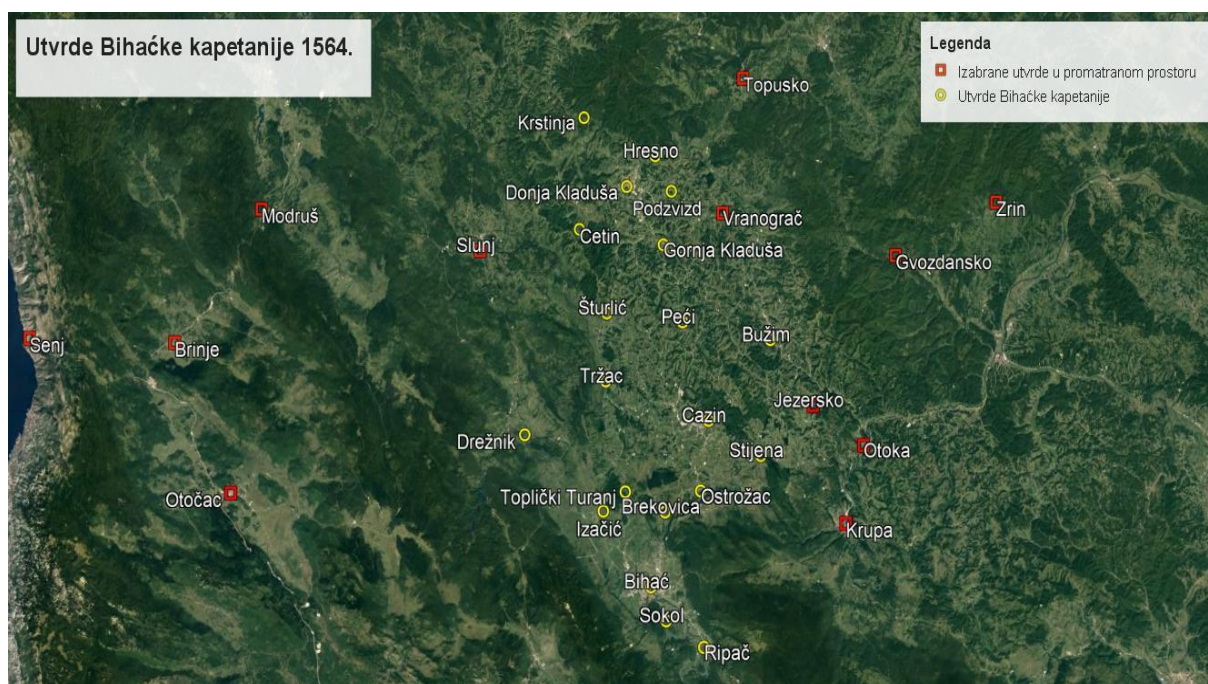 Utvrde Bihaćke kapetanije 1564.
Legenda
Izabrane utvrde u promatranom prostoru
Utvrde Bihaćke kapetanije
Topusko
Krstinja
Hresno
Donja Kladuša
Podzvizd
Zrin
Modruš
Vranograč
Cetin
Slunj
Gornja Kladuša
Gvozdansko
Šturlić
Peći
Bužim
Senj
Brinje
Tržac
Jezersko
Cazin
Drežnik
Stijena
Otoka
Otočac
Toplički Turanj
Brekovica
Ostrožac
Izačić
Krupa
Bihać
Sokol
Ripač